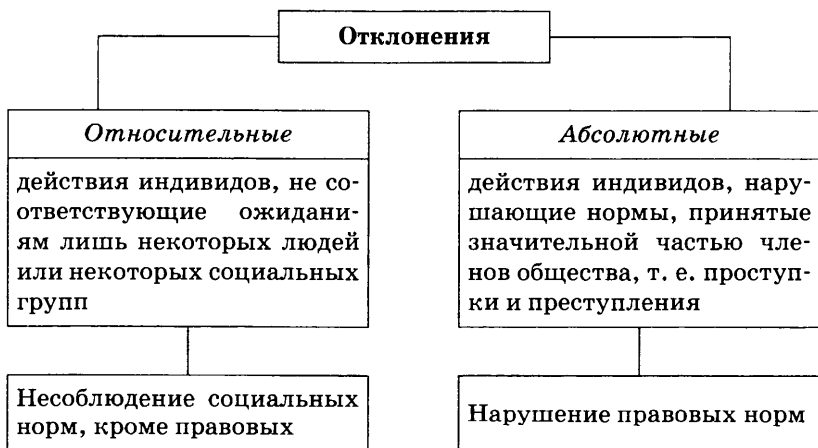 Отклонения
Относительные
действия индивидов, не со-
ответствующие ожидани-
ям лишь некоторых людей
или некоторых социальных
групп
Несоблюдение социальных
норм, кроме правовых
Абсолютные
действия индивидов, нару-
шающие нормы, принятые
значительной частью чле-
нов общества, т. е. проступ-
ки и преступления
Нарушение правовых норм